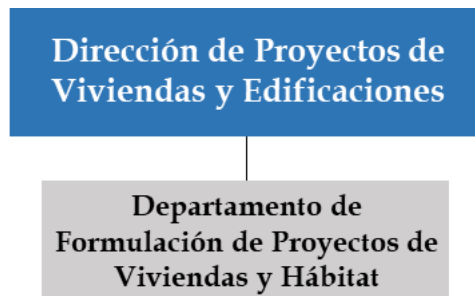 Dirección de Proyectos de
Viviendas y Edificaciones
Departamento de
Formulación de Proyectos de
Viviendas y Hábitat